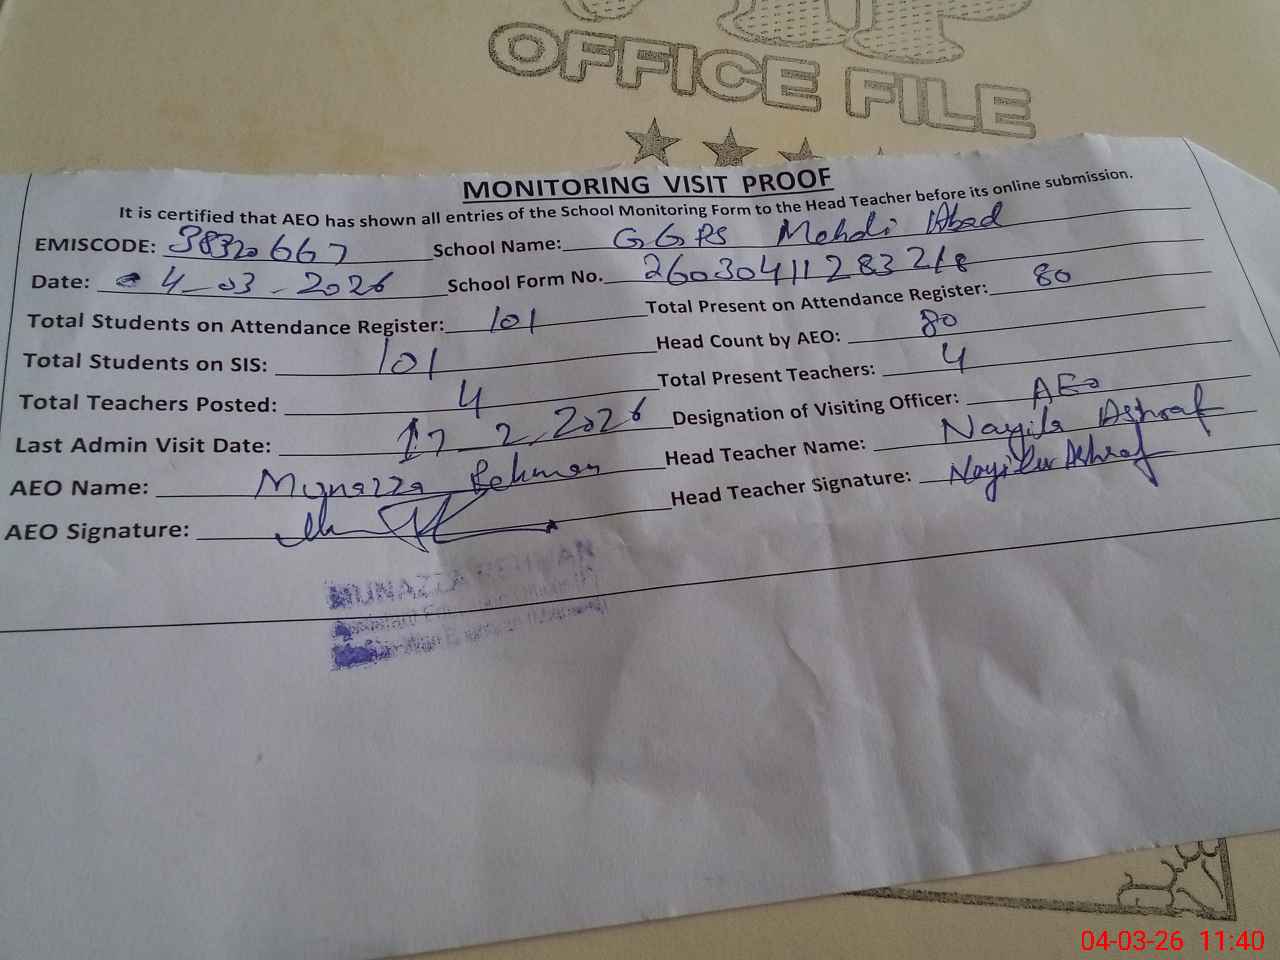 OFFICE FILE
MONITORING VISIT PROOF
It is certified that AEO has shown all entries of the School Monitoring Form to the Head Teacher before its online submission.
EMISCODE: 38320667 School Name: GGPS Mehdi Abad
Date: 4-03-2026 School Form No. 26030411283218
Total Students on Attendance Register: 101 Total Present on Attendance Register: 80
Total Students on SIS: 101 Head Count by AEO: 80
Total Teachers Posted: 4 Total Present Teachers: 4
Last Admin Visit Date: 17-2-2026 Designation of Visiting Officer: AEO
AEO Name: Munazza Rehman Head Teacher Name: Nayila Ashraf
AEO Signature: Head Teacher Signature: Nayila Ashraf
MUNAZZA REHMAN
04-03-26 11:40